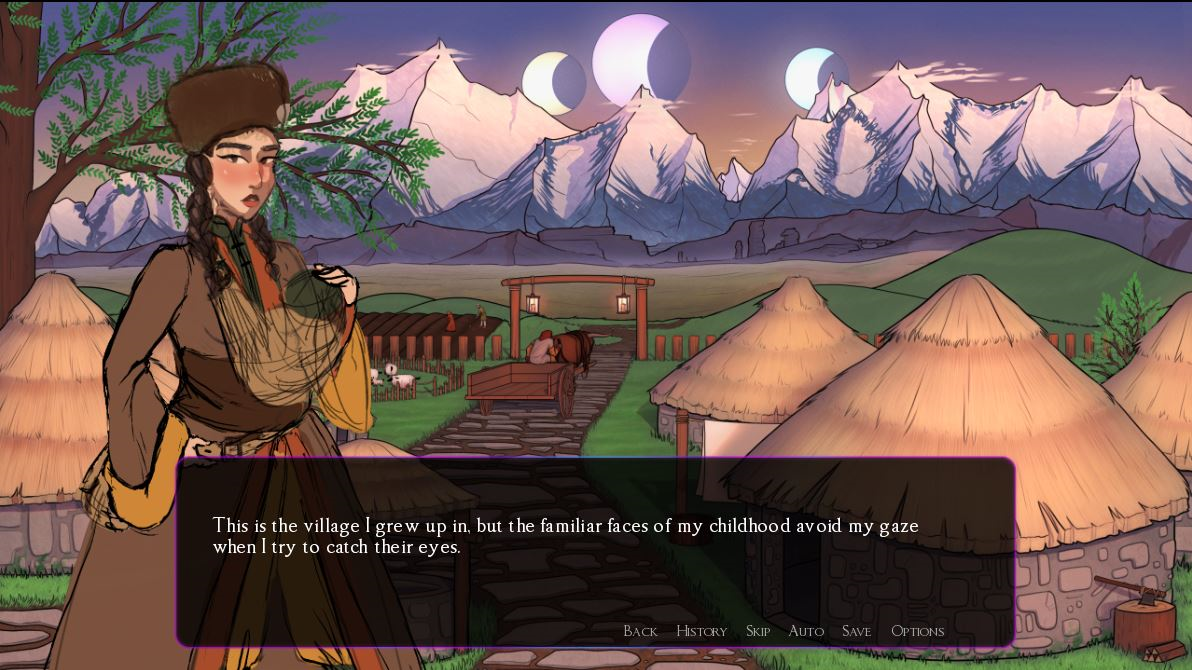 This is the village I grew up in, but the familiar faces of my childhood avoid my gaze
when I try to catch their eyes.
Back History Skip Auto Save Options